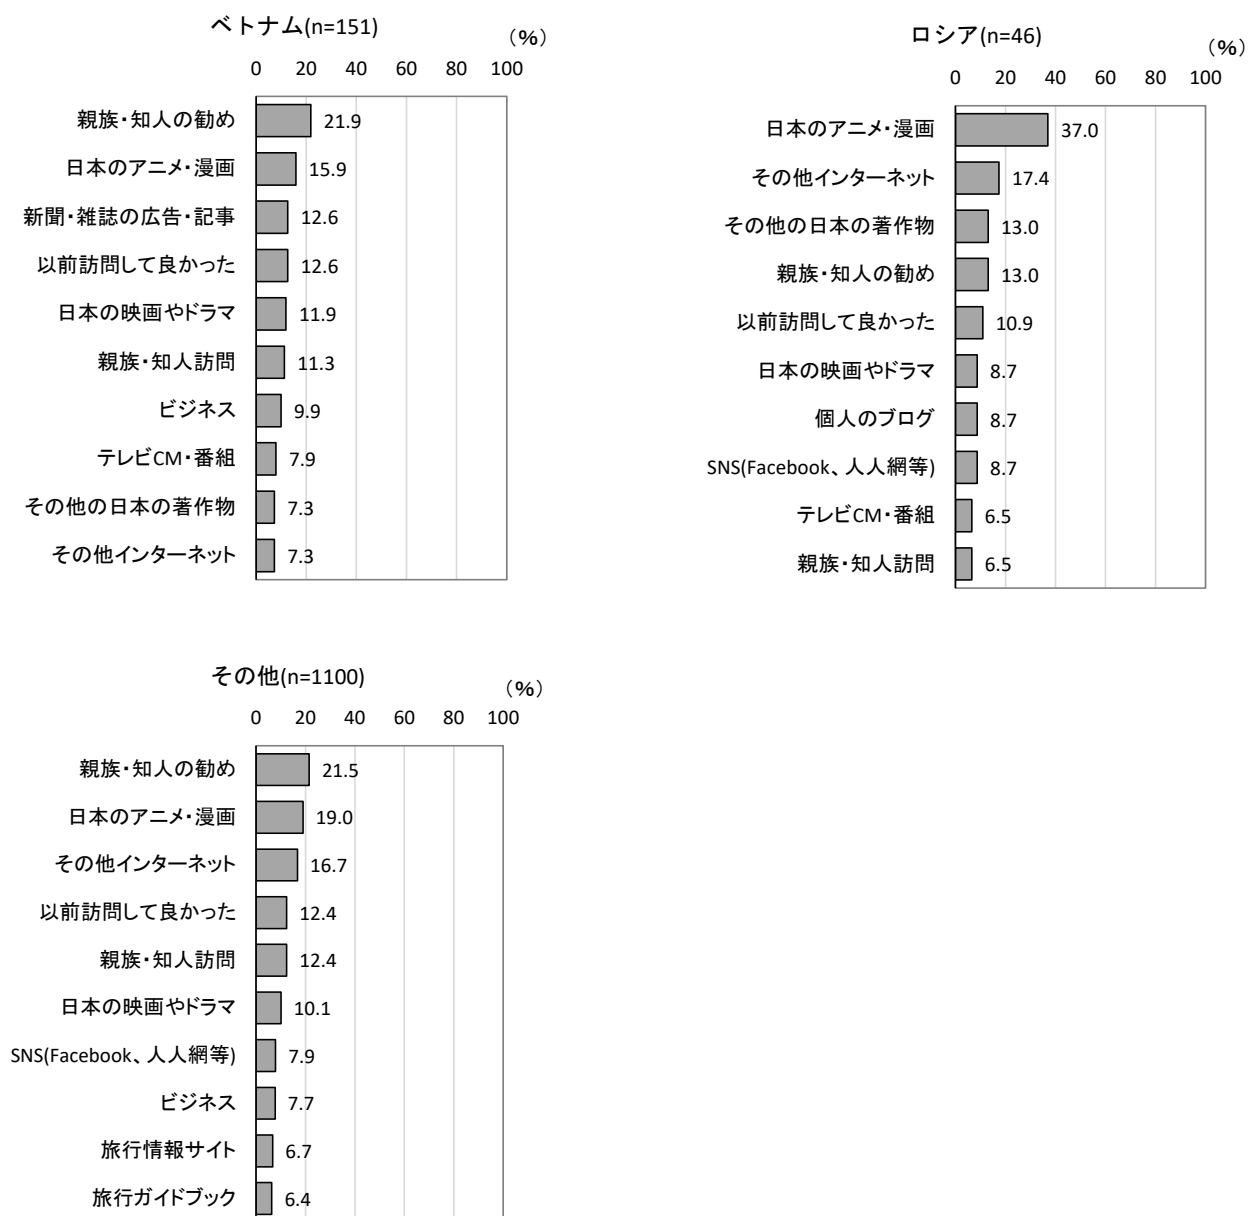 ベトナム(n=151)
(%)
0 20 40 60 80 100
親族・知人の勧め 21.9
日本のアニメ・漫画 15.9
新聞・雑誌の広告・記事 12.6
以前訪問して良かった 12.6
日本の映画やドラマ 11.9
親族・知人訪問 11.3
ビジネス 9.9
テレビCM・番組 7.9
その他の日本の著作物 7.3
その他インターネット 7.3
ロシア(n=46)
(%)
0 20 40 60 80 100
日本のアニメ・漫画 37.0
その他インターネット 17.4
その他の日本の著作物 13.0
親族・知人の勧め 13.0
以前訪問して良かった 10.9
日本の映画やドラマ 8.7
個人のブログ 8.7
SNS(Facebook、人人網等) 8.7
テレビCM・番組 6.5
親族・知人訪問 6.5
その他(n=1100)
(%)
0 20 40 60 80 100
親族・知人の勧め 21.5
日本のアニメ・漫画 19.0
その他インターネット 16.7
以前訪問して良かった 12.4
親族・知人訪問 12.4
日本の映画やドラマ 10.1
SNS(Facebook、人人網等) 7.9
ビジネス 7.7
旅行情報サイト 6.7
旅行ガイドブック 6.4